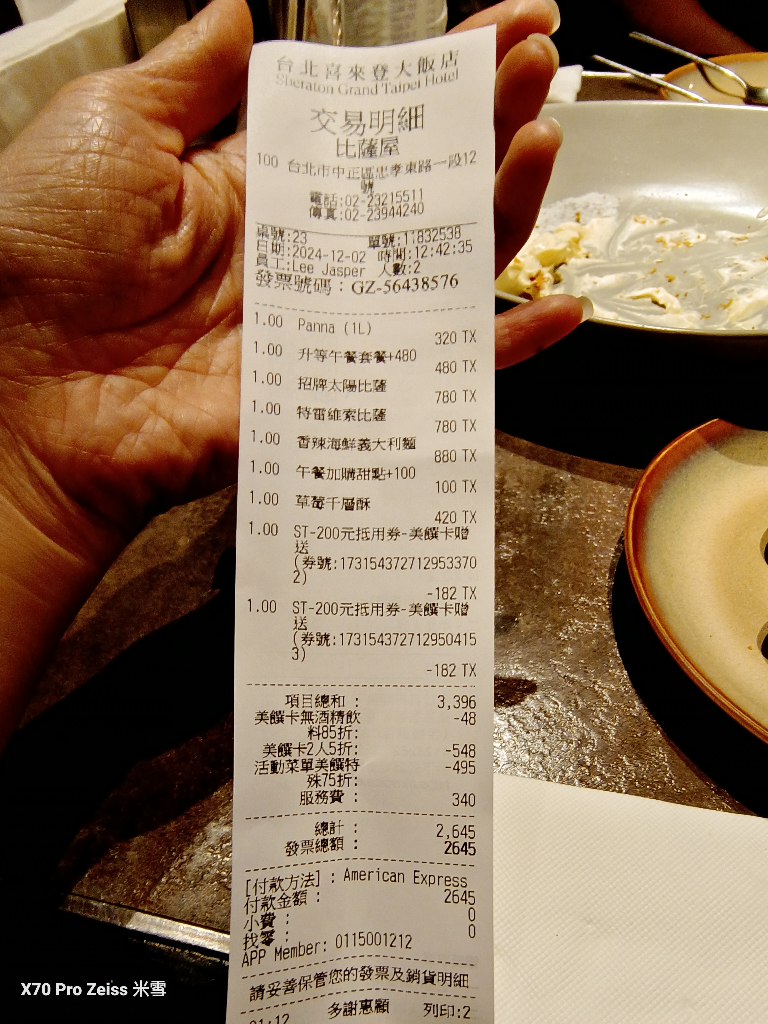 台北喜來登大飯店
Sheraton Grand Taipei Hotel
交易明細
比薩屋
100 台北市中正區忠孝東路一段12
號
電話:02-23215511
傳真:02-23944240
桌號:23 單號:1:832538
日期:2024-12-02 時間:12:42:35
員工:Lee Jasper 人數:2
發票號碼：GZ-56438576
1.00 Panna (1L)
320 TX
1.00 升等午餐套餐+480
480 TX
1.00 招牌太陽比薩
780 TX
1.00 特雷維索比薩
780 TX
1.00 香辣海鮮義大利麵
880 TX
1.00 午餐加購甜點+100
100 TX
1.00 草莓千層酥
420 TX
1.00 ST-200元抵用券-美饌卡贈
送
(券號:173154372712953370
2)
-182 TX
1.00 ST-200元抵用券-美饌卡贈
送
(券號:173154372712950415
3)
-182 TX
項目總和： 3,396
美饌卡無酒精飲 -48
料85折:
美饌卡2人5折: -548
活動菜單美饌特 -495
殊75折:
服務費： 340
總計： 2,645
發票總額： 2645
[付款方法]：American Express
付款金額： 2645
小費： 0
找零： 0
APP Member: 0115001212
請妥善保管您的發票及銷貨明細
多謝惠顧 列印:2
01:12
X70 Pro Zeiss 米雪